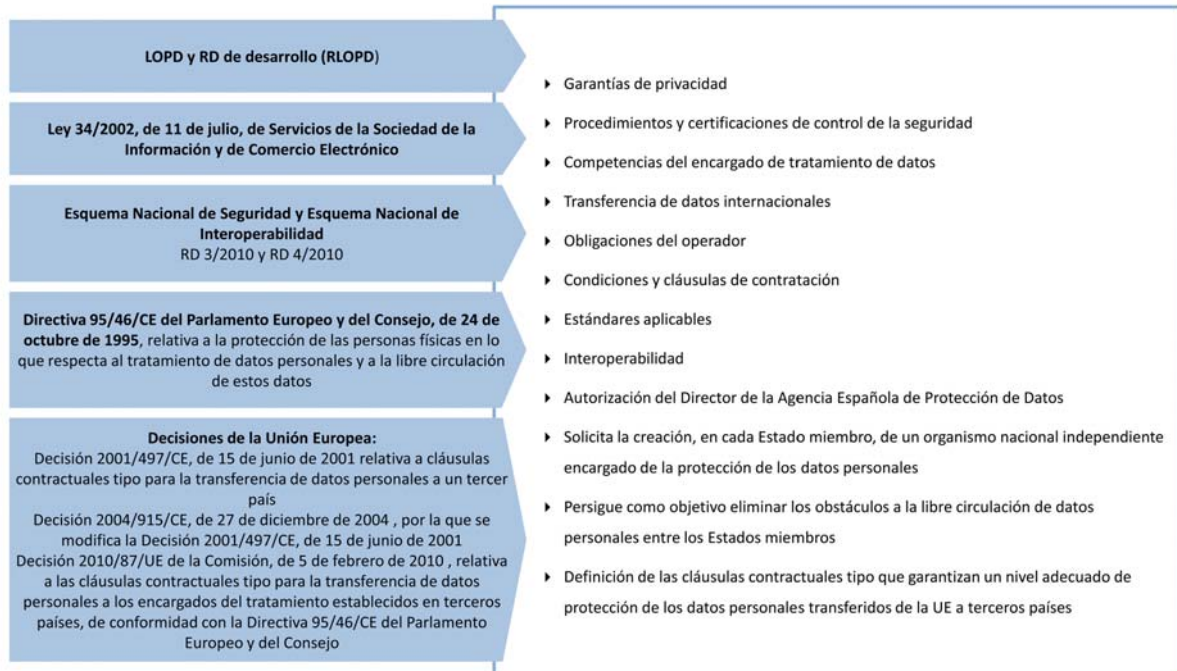 LOPD y RD de desarrollo (RLOPD)
Ley 34/2002, de 11 de julio, de Servicios de la Sociedad de la
Información y de Comercio Electrónico
Esquema Nacional de Seguridad y Esquema Nacional de
Interoperabilidad
RD 3/2010 y RD 4/2010
Directiva 95/46/CE del Parlamento Europeo y del Consejo, de 24 de
octubre de 1995, relativa a la protección de las personas físicas en lo
que respecta al tratamiento de datos personales y a la libre circulación
de estos datos
Decisiones de la Unión Europea:
Decisión 2001/497/CE, de 15 de junio de 2001 relativa a cláusulas
contractuales tipo para la transferencia de datos personales a un tercer
país
Decisión 2004/915/CE, de 27 de diciembre de 2004 , por la que se
modifica la Decisión 2001/497/CE, de 15 de junio de 2001
Decisión 2010/87/UE de la Comisión, de 5 de febrero de 2010 , relativa
a las cláusulas contractuales tipo para la transferencia de datos
personales a los encargados del tratamiento establecidos en terceros
países, de conformidad con la Directiva 95/46/CE del Parlamento
Europeo y del Consejo
Garantías de privacidad
Procedimientos y certificaciones de control de la seguridad
Competencias del encargado de tratamiento de datos
Transferencia de datos internacionales
Obligaciones del operador
Condiciones y cláusulas de contratación
Estándares aplicables
Interoperabilidad
Autorización del Director de la Agencia Española de Protección de Datos
Solicita la creación, en cada Estado miembro, de un organismo nacional independiente
encargado de la protección de los datos personales
Persigue como objetivo eliminar los obstáculos a la libre circulación de datos
personales entre los Estados miembros
Definición de las cláusulas contractuales tipo que garantizan un nivel adecuado de
protección de los datos personales transferidos de la UE a terceros países